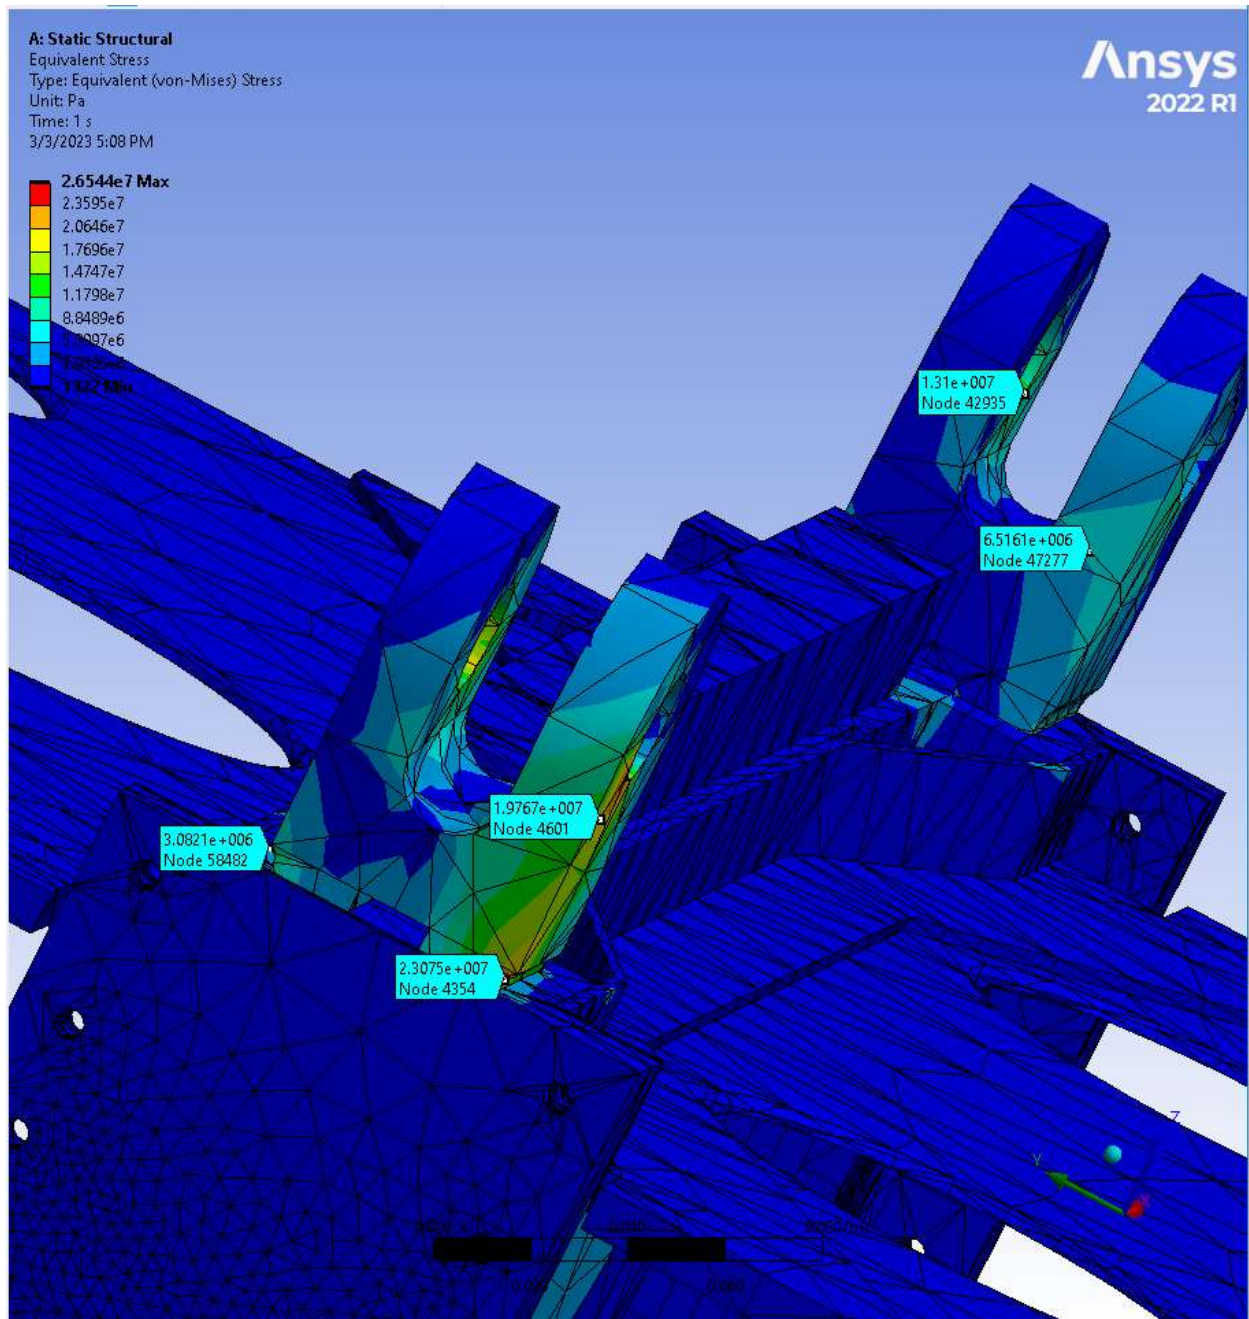 A: Static Structural
Equivalent Stress
Type: Equivalent (von-Mises) Stress
Unit: Pa
Time: 1 s
3/3/2023 5:08 PM
Ansys
2022 R1
2.6544e7 Max
2.3595e7
2.0646e7
1.7696e7
1.4747e7
1.1798e7
8.8489e6
1.31e+007
Node 42935
6.5161e+006
Node 47277
1.9767e+007
Node 4601
3.0821e+006
Node 58482
2.3075e+007
Node 4354
Z
Y
X